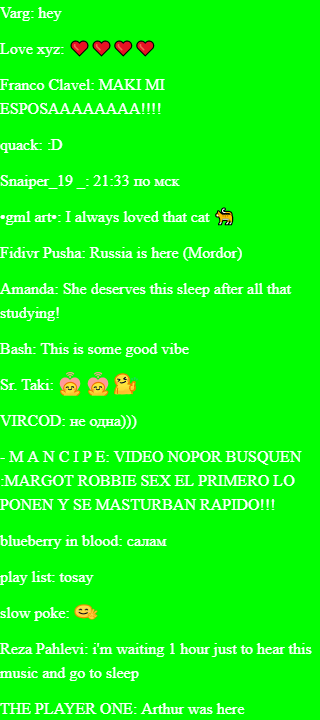 Varg: hey
Love xyz: ❤❤❤❤
Franco Clavel: MAKI MI
ESPOSAAAAAAAA!!!!
quack: :D
Snaiper_19 _: 21:33 по мск
•gml art•: I always loved that cat 🐈
Fidivr Pusha: Russia is here (Mordor)
Amanda: She deserves this sleep after all that
studying!
Bash: This is some good vibe
Sr. Taki:
VIRCOD: не одна)))
- M A N C I P E: VIDEO NOPOR BUSQUEN
:MARGOT ROBBIE SEX EL PRIMERO LO
PONEN Y SE MASTURBAN RAPIDO!!!
blueberry in blood: салам
play list: tosay
slow poke:
Reza Pahlevi: i'm waiting 1 hour just to hear this
music and go to sleep
THE PLAYER ONE: Arthur was here